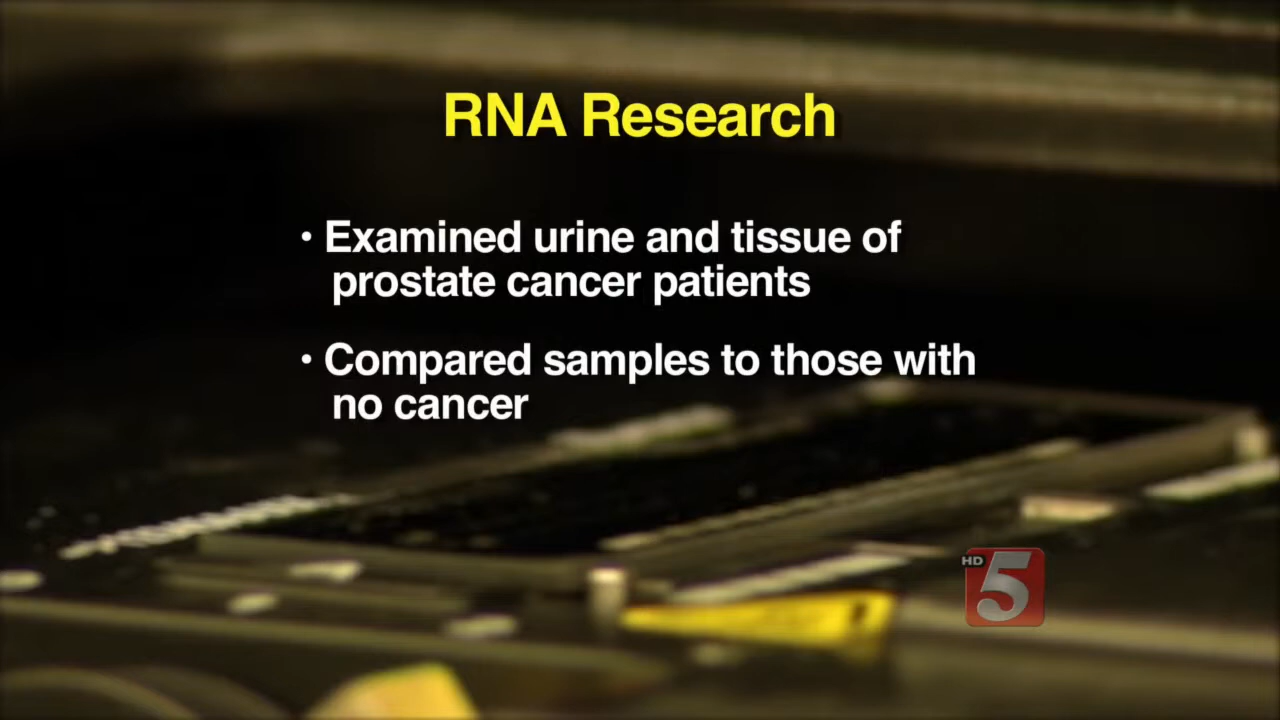 RNA Research
• Examined urine and tissue of
prostate cancer patients
• Compared samples to those with
no cancer
HD
5